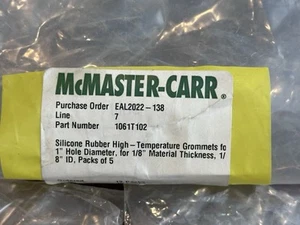 McMASTER-CARR®
Purchase Order EAL2022-138
Line 7
Part Number 1061T102
Silicone Rubber High-Temperature Grommets fo
1" Hole Diameter, for 1/8" Material Thickness, 1/
8" ID, Packs of 5